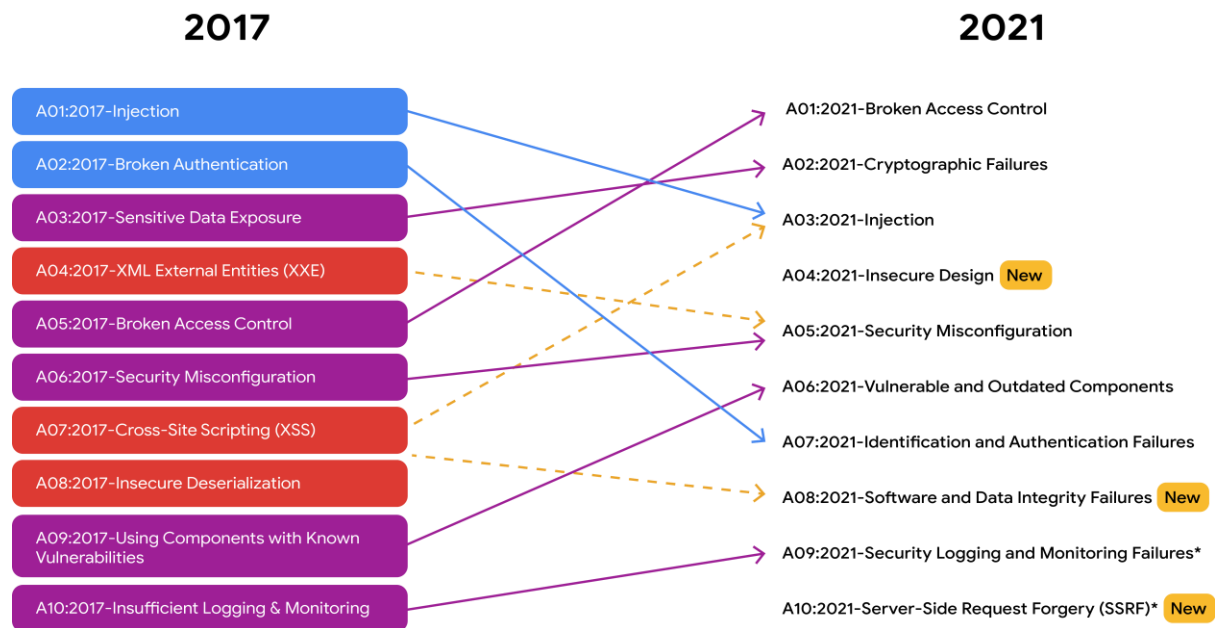 2017
2021
A01:2017-Injection
A02:2017-Broken Authentication
A03:2017-Sensitive Data Exposure
A04:2017-XML External Entities (XXE)
A05:2017-Broken Access Control
A06:2017-Security Misconfiguration
A07:2017-Cross-Site Scripting (XSS)
A08:2017-Insecure Deserialization
A09:2017-Using Components with Known
Vulnerabilities
A10:2017-Insufficient Logging & Monitoring
A01:2021-Broken Access Control
A02:2021-Cryptographic Failures
A03:2021-Injection
A04:2021-Insecure Design New
A05:2021-Security Misconfiguration
A06:2021-Vulnerable and Outdated Components
A07:2021-Identification and Authentication Failures
A08:2021-Software and Data Integrity Failures New
A09:2021-Security Logging and Monitoring Failures*
A10:2021-Server-Side Request Forgery (SSRF)* New